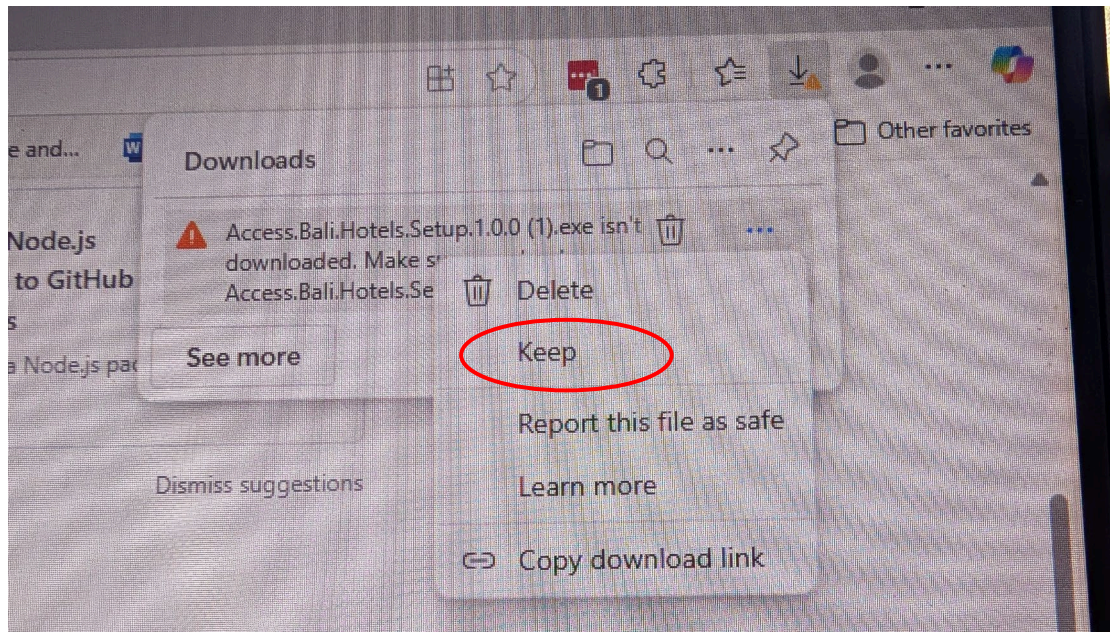 1
e and...
W
Other favorites
Downloads
Access.Bali.Hotels.Setup.1.0.0 (1).exe isn't
downloaded. Make
Access.Bali.Hotels.Se
Delete
Keep
Report this file as safe
Learn more
Copy download link
See more
Node.js
to GitHub
s
a Node.js pac
Dismiss suggestions